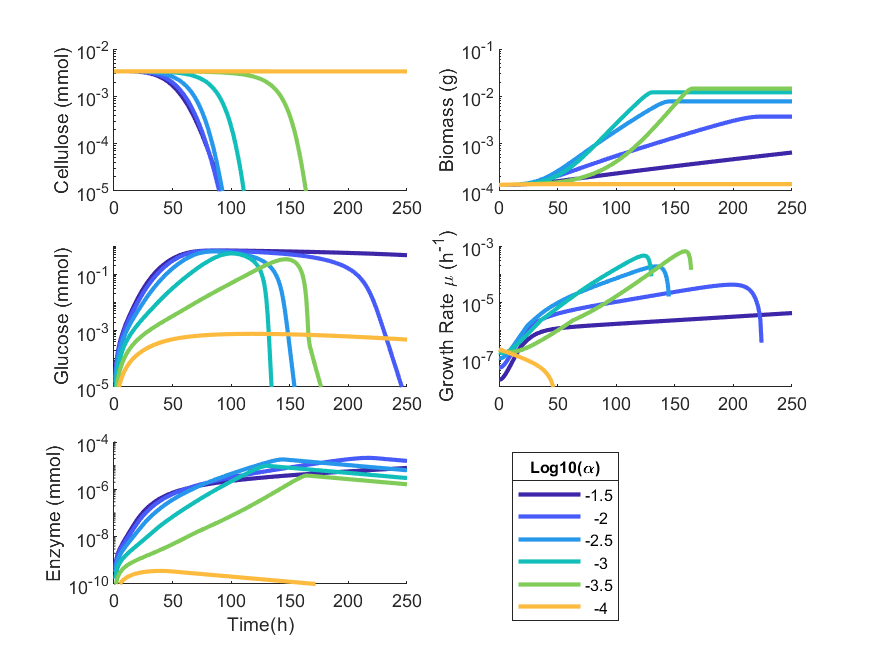 10⁻²
10⁻³
10⁻⁴
10⁻⁵
Cellulose (mmol)
0 50 100 150 200 250
10⁻¹
10⁻²
10⁻³
10⁻⁴
Biomass (g)
0 50 100 150 200 250
10⁻¹
10⁻³
10⁻⁵
Glucose (mmol)
0 50 100 150 200 250
10⁻³
10⁻⁵
10⁻⁷
Growth Rate μ (h⁻¹)
0 50 100 150 200 250
10⁻⁴
10⁻⁶
10⁻⁸
10⁻¹⁰
Enzyme (mmol)
0 50 100 150 200 250
Time(h)
Log10(α)
-1.5
-2
-2.5
-3
-3.5
-4